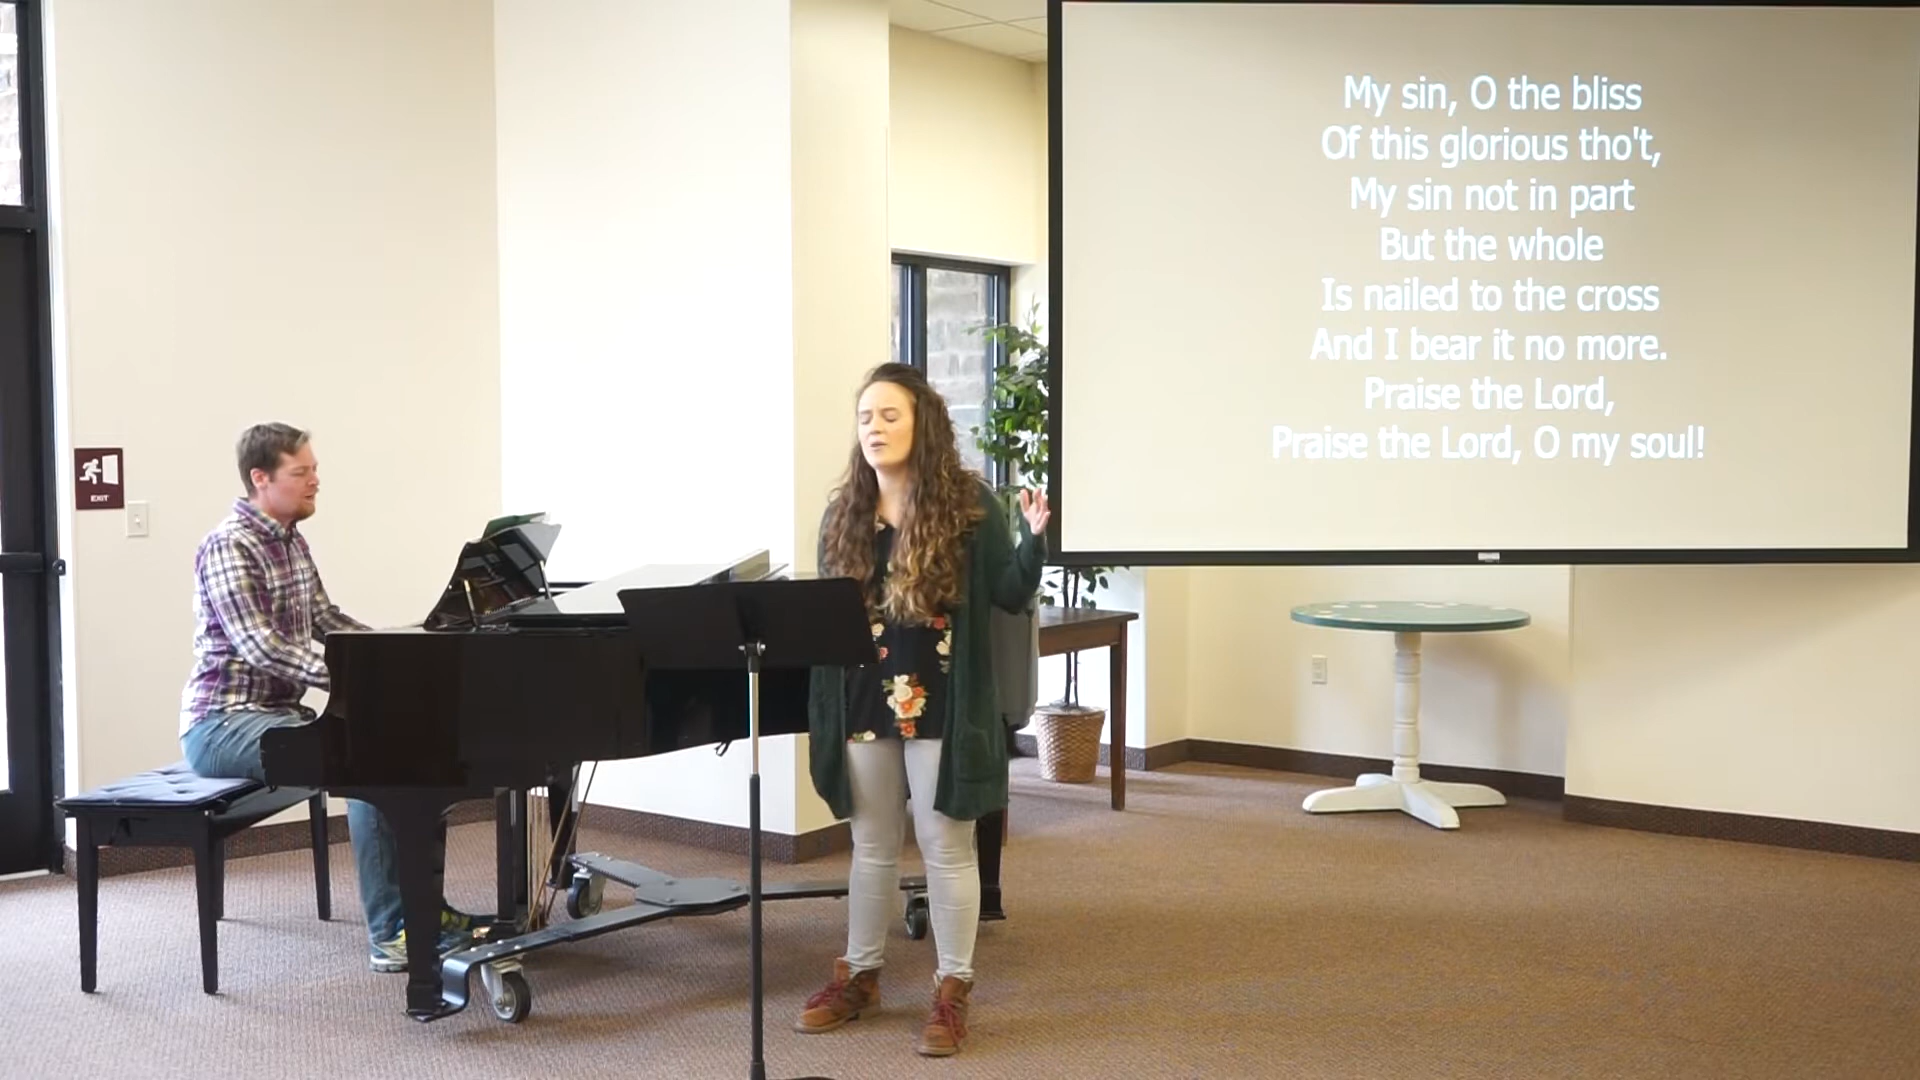 My sin, O the bliss
Of this glorious tho't,
My sin not in part
But the whole
Is nailed to the cross
And I bear it no more.
Praise the Lord,
Praise the Lord, O my soul!
EXIT